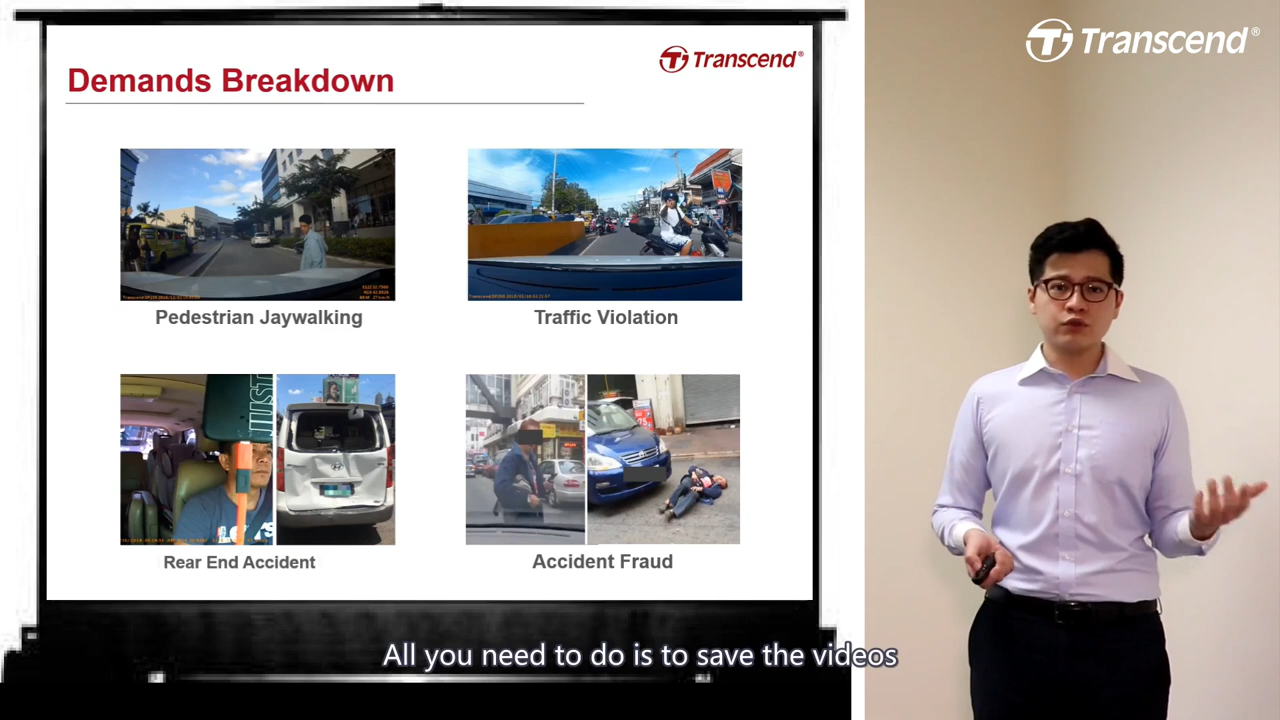 Transcend®
Transcend®
Demands Breakdown
Pedestrian Jaywalking
Traffic Violation
JUST
Rear End Accident
Accident Fraud
All you need to do is to save the videos